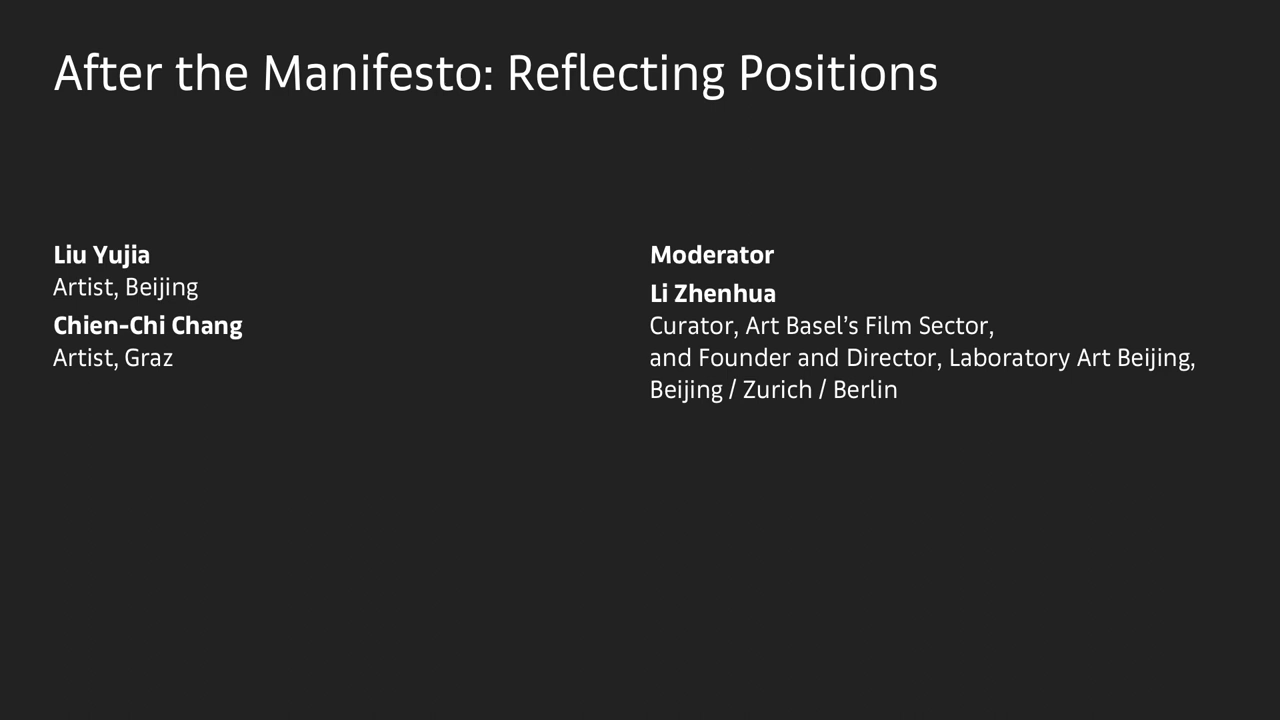 After the Manifesto: Reflecting Positions
Liu Yujia
Artist, Beijing
Chien-Chi Chang
Artist, Graz
Moderator
Li Zhenhua
Curator, Art Basel’s Film Sector,
and Founder and Director, Laboratory Art Beijing,
Beijing / Zurich / Berlin